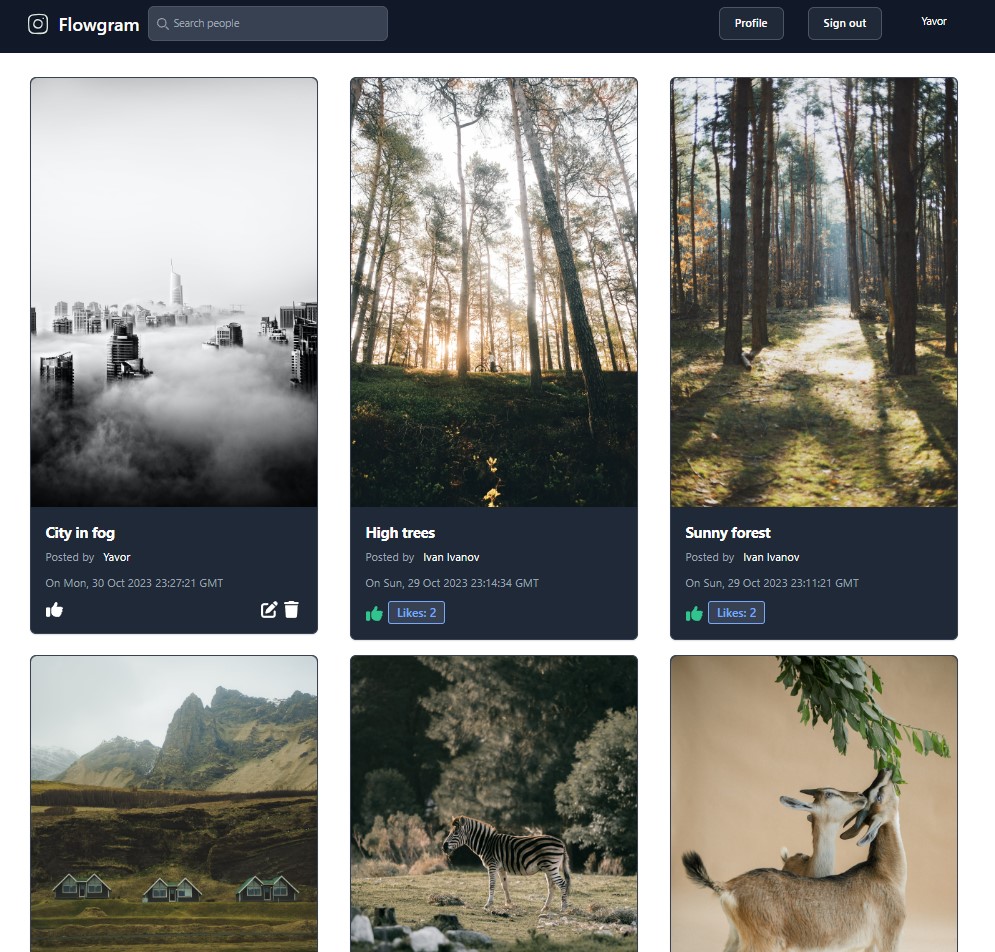 Flowgram
Search people
Profile
Sign out
Yavor
City in fog
Posted by Yavor
On Mon, 30 Oct 2023 23:27:21 GMT
High trees
Posted by Ivan Ivanov
On Sun, 29 Oct 2023 23:14:34 GMT
Likes: 2
Sunny forest
Posted by Ivan Ivanov
On Sun, 29 Oct 2023 23:11:21 GMT
Likes: 2